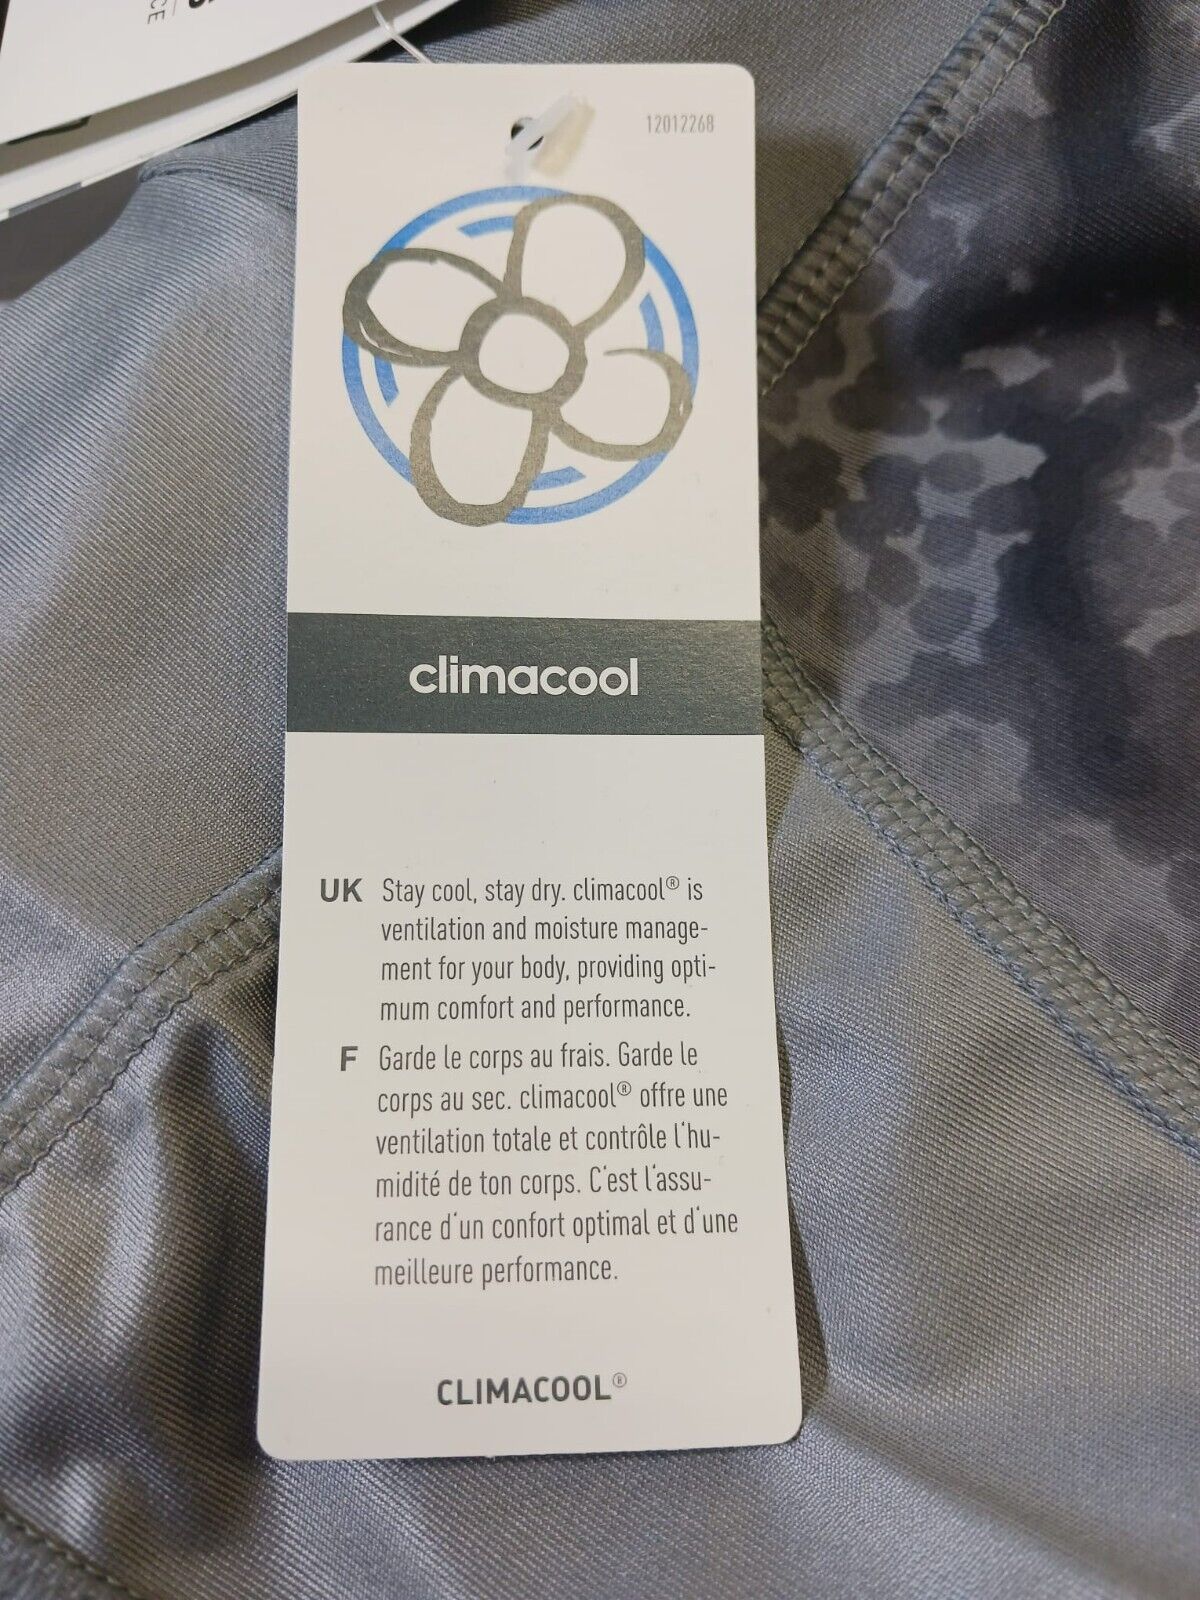 CE
12012268
climacool
UK Stay cool, stay dry. climacool® is
ventilation and moisture manage-
ment for your body, providing opti-
mum comfort and performance.
F Garde le corps au frais. Garde le
corps au sec. climacool® offre une
ventilation totale et contrôle l'hu-
midité de ton corps. C'est l'assu-
rance d'un confort optimal et d'une
meilleure performance.
CLIMACOOL®